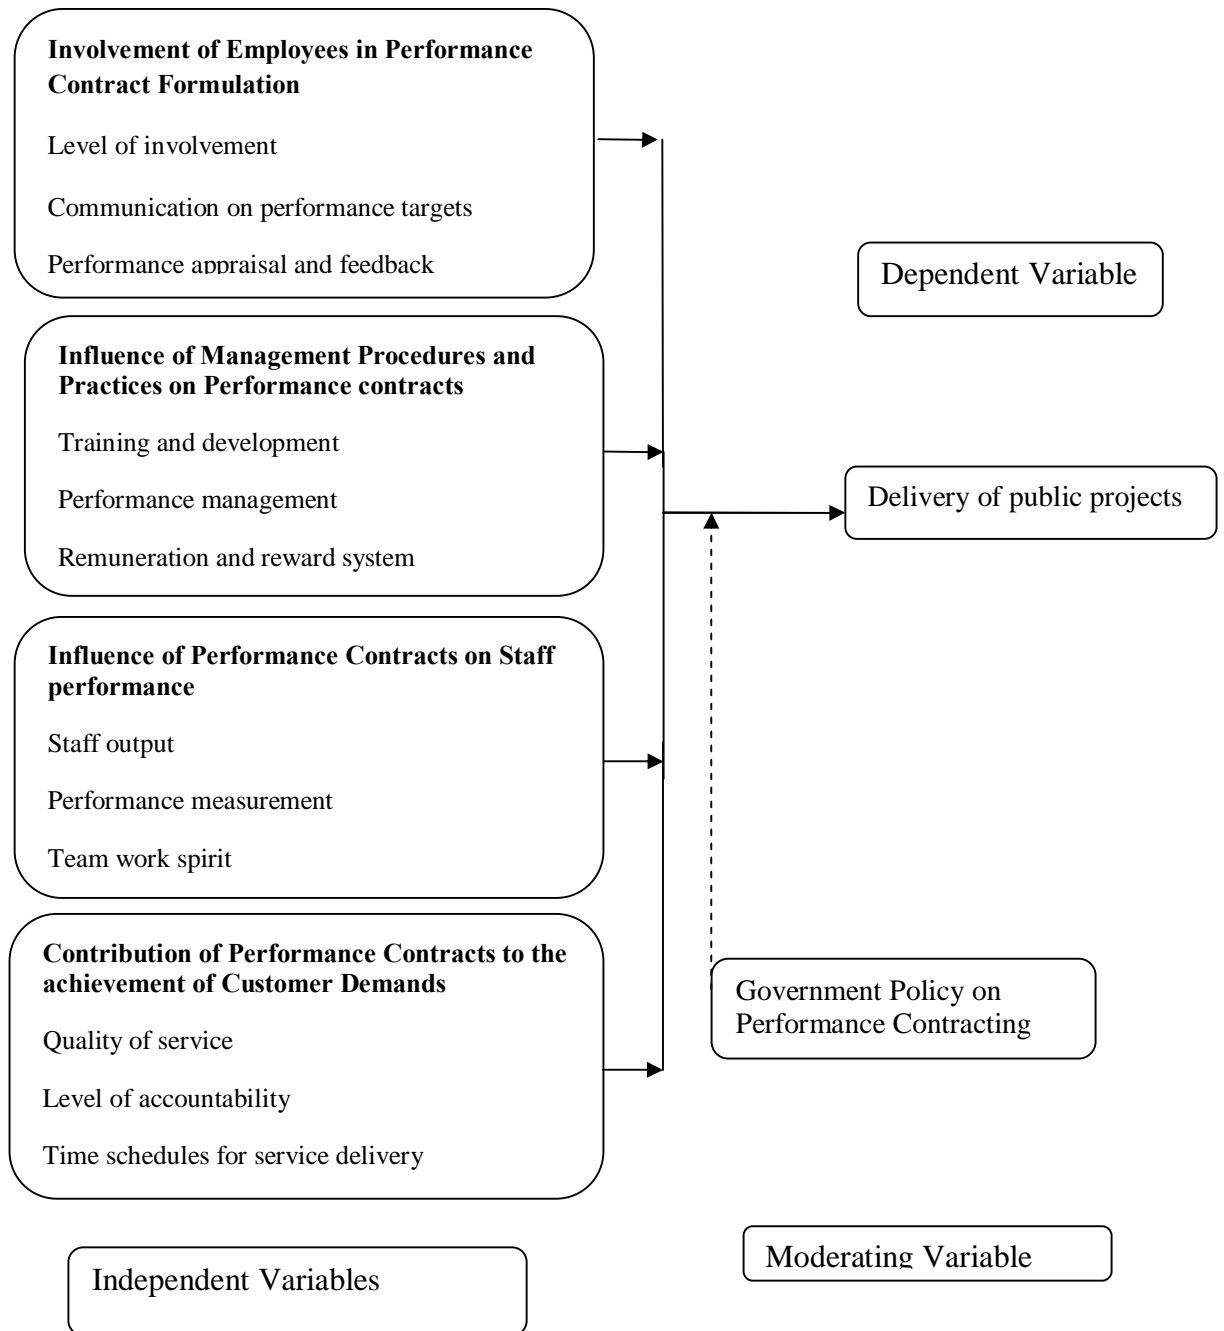 Involvement of Employees in Performance
Contract Formulation
Level of involvement
Communication on performance targets
Performance appraisal and feedback
Dependent Variable
Influence of Management Procedures and
Practices on Performance contracts
Training and development
Performance management
Remuneration and reward system
Delivery of public projects
Influence of Performance Contracts on Staff
performance
Staff output
Performance measurement
Team work spirit
Contribution of Performance Contracts to the
achievement of Customer Demands
Quality of service
Level of accountability
Time schedules for service delivery
Government Policy on
Performance Contracting
Independent Variables
Moderating Variable